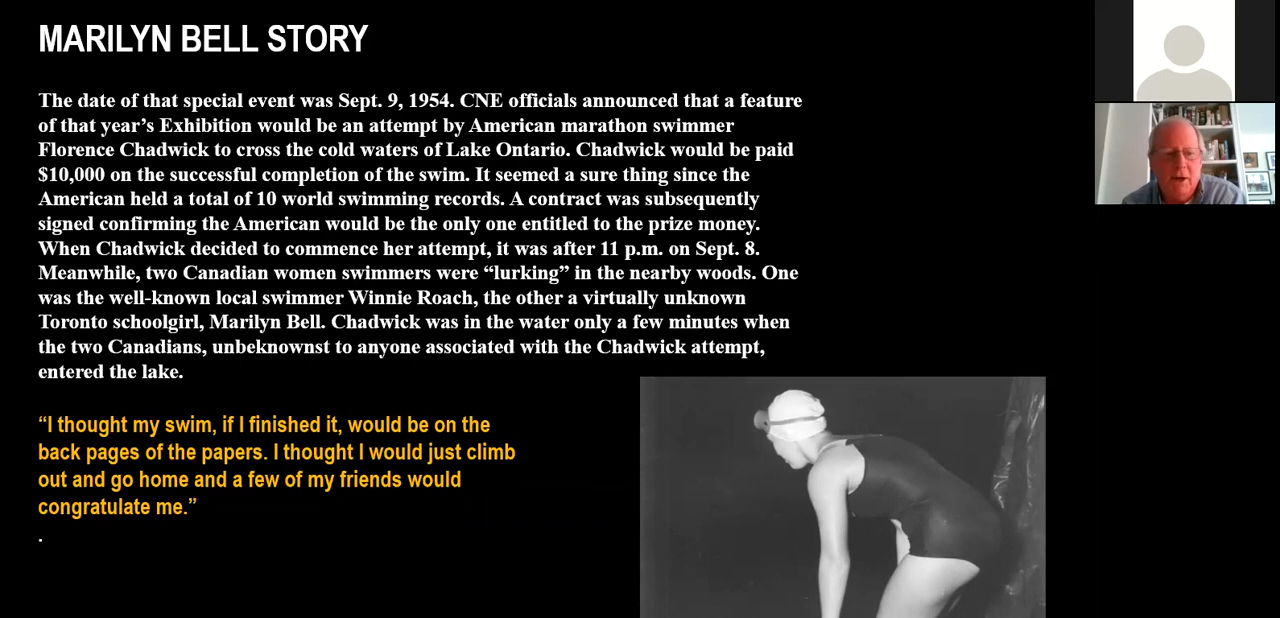 MARILYN BELL STORY
The date of that special event was Sept. 9, 1954. CNE officials announced that a feature
of that year’s Exhibition would be an attempt by American marathon swimmer
Florence Chadwick to cross the cold waters of Lake Ontario. Chadwick would be paid
$10,000 on the successful completion of the swim. It seemed a sure thing since the
American held a total of 10 world swimming records. A contract was subsequently
signed confirming the American would be the only one entitled to the prize money.
When Chadwick decided to commence her attempt, it was after 11 p.m. on Sept. 8.
Meanwhile, two Canadian women swimmers were “lurking” in the nearby woods. One
was the well-known local swimmer Winnie Roach, the other a virtually unknown
Toronto schoolgirl, Marilyn Bell. Chadwick was in the water only a few minutes when
the two Canadians, unbeknownst to anyone associated with the Chadwick attempt,
entered the lake.
“I thought my swim, if I finished it, would be on the
back pages of the papers. I thought I would just climb
out and go home and a few of my friends would
congratulate me.”
.